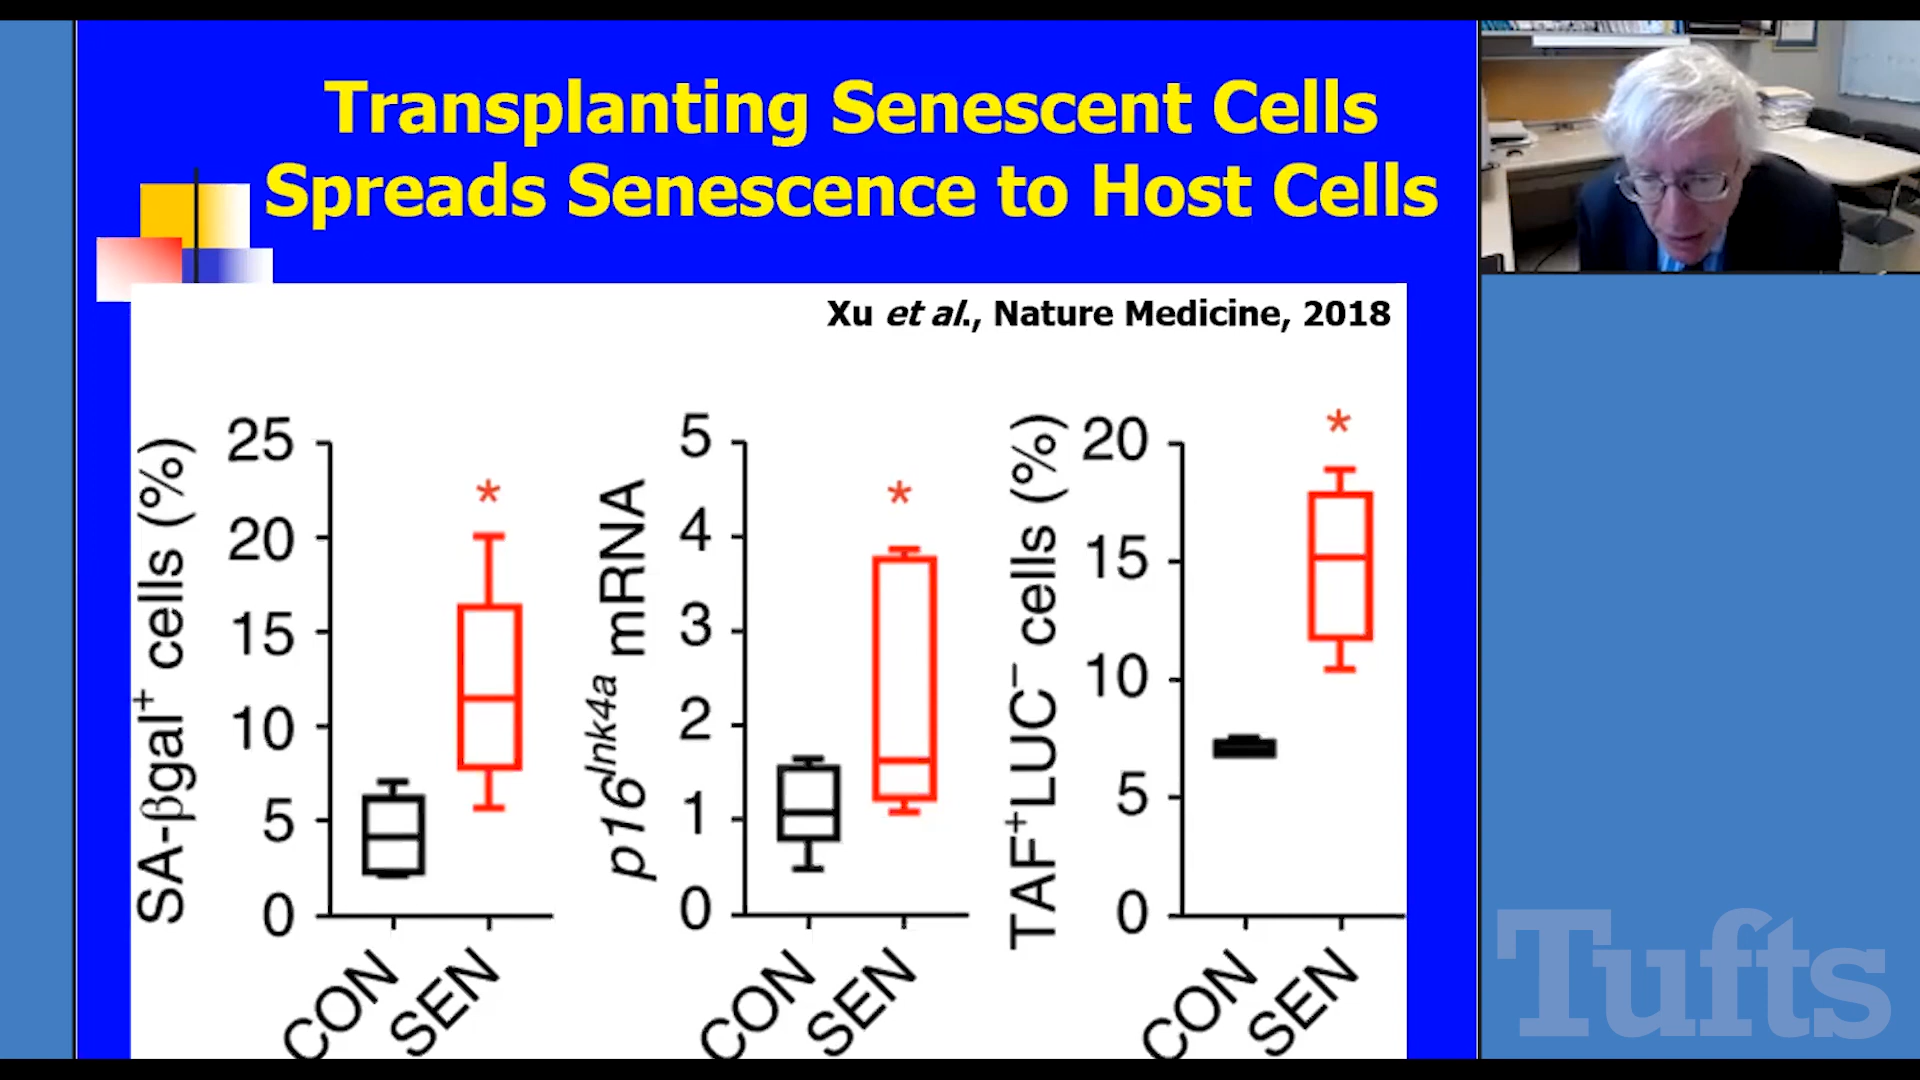 Transplanting Senescent Cells
Spreads Senescence to Host Cells
Xu et al., Nature Medicine, 2018
SA-βgal⁺ cells (%)
25
20
15
10
5
0
CON
SEN
*
p16ᴵⁿᵏ⁴ᵃ mRNA
5
4
3
2
1
0
CON
SEN
*
TAF⁺LUC⁻ cells (%)
20
15
10
5
0
CON
SEN
*
Tufts